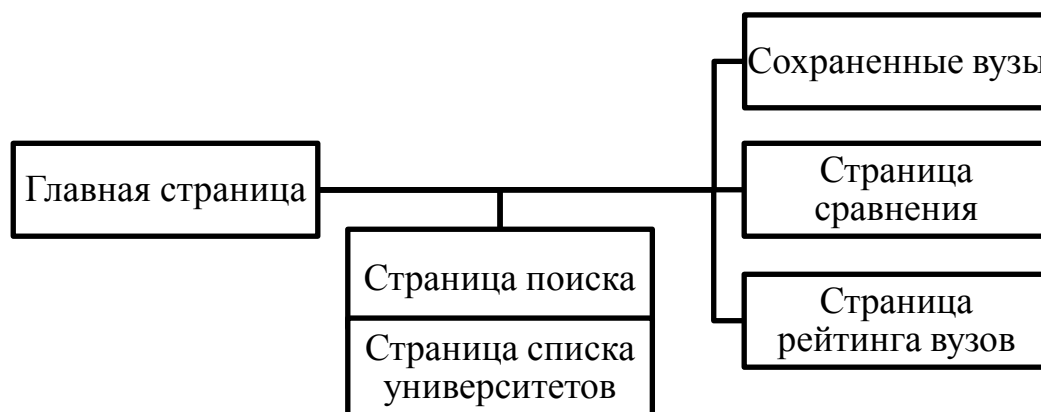 Сохраненные вузы
Главная страница
Страница
сравнения
Страница поиска
Страница списка
университетов
Страница
рейтинга вузов